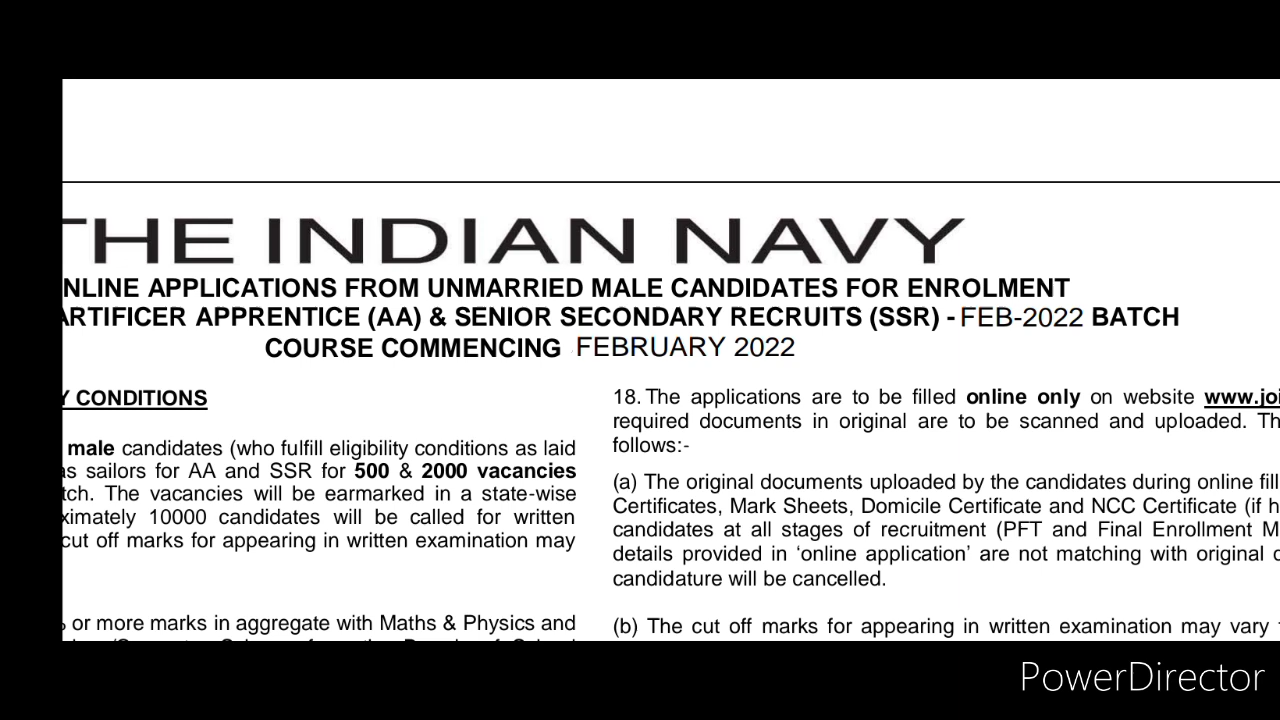 THE INDIAN NAVY
NLINE APPLICATIONS FROM UNMARRIED MALE CANDIDATES FOR ENROLMENT
ARTIFICER APPRENTICE (AA) & SENIOR SECONDARY RECRUITS (SSR) - FEB-2022 BATCH
COURSE COMMENCING FEBRUARY 2022
Y CONDITIONS
male candidates (who fulfill eligibility conditions as laid
as sailors for AA and SSR for 500 & 2000 vacancies
tch. The vacancies will be earmarked in a state-wise
ximately 10000 candidates will be called for written
cut off marks for appearing in written examination may
or more marks in aggregate with Maths & Physics and
18. The applications are to be filled online only on website www.joi
required documents in original are to be scanned and uploaded. Th
follows:-
(a) The original documents uploaded by the candidates during online fill
Certificates, Mark Sheets, Domicile Certificate and NCC Certificate (if h
candidates at all stages of recruitment (PFT and Final Enrollment M
details provided in ‘online application’ are not matching with original
candidature will be cancelled.
(b) The cut off marks for appearing in written examination may vary
PowerDirector